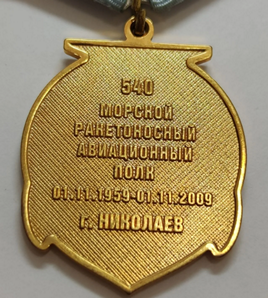 540
МОРСКОЙ
РАКЕТОНОСНЫЙ
АВИАЦИОННЫЙ
ПОЛК
01.11.1959-01.11.2009
г. НИКОЛАЕВ